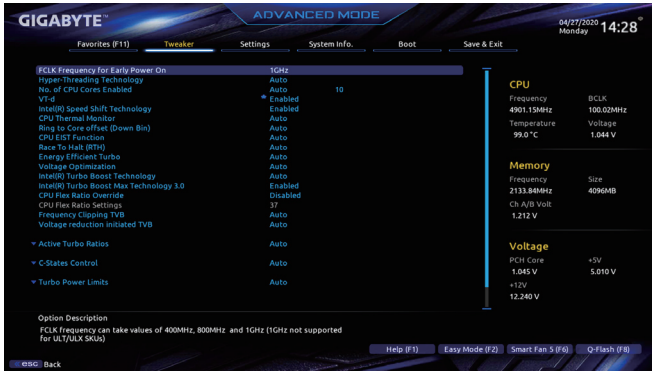 GIGABYTE™
ADVANCED MODE
04/27/2020 Monday 14:28
Favorites (F11) Tweaker Settings System Info. Boot Save & Exit
FCLK Frequency for Early Power On 1GHz
Hyper-Threading Technology Auto
No. of CPU Cores Enabled Auto 10
VT-d Enabled
Intel(R) Speed Shift Technology Enabled
CPU Thermal Monitor Auto
Ring to Core offset (Down Bin) Auto
CPU EIST Function Auto
Race To Halt (RTH) Auto
Energy Efficient Turbo Auto
Voltage Optimization Auto
Intel(R) Turbo Boost Technology Auto
Intel(R) Turbo Boost Max Technology 3.0 Enabled
CPU Flex Ratio Override Disabled
CPU Flex Ratio Settings 37
Frequency Clipping TVB Auto
Voltage reduction initiated TVB Auto
Active Turbo Ratios Auto
C-States Control Auto
Turbo Power Limits Auto
CPU
Frequency BCLK
4901.15MHz 100.02MHz
Temperature Voltage
99.0 °C 1.044 V
Memory
Frequency Size
2133.84MHz 4096MB
Ch A/B Volt
1.212 V
Voltage
PCH Core +5V
1.045 V 5.010 V
+12V
12.240 V
Option Description
FCLK frequency can take values of 400MHz, 800MHz and 1GHz (1GHz not supported
for ULT/ULX SKUs)
Help (F1) Easy Mode (F2) Smart Fan 5 (F6) Q-Flash (F8)
esc Back